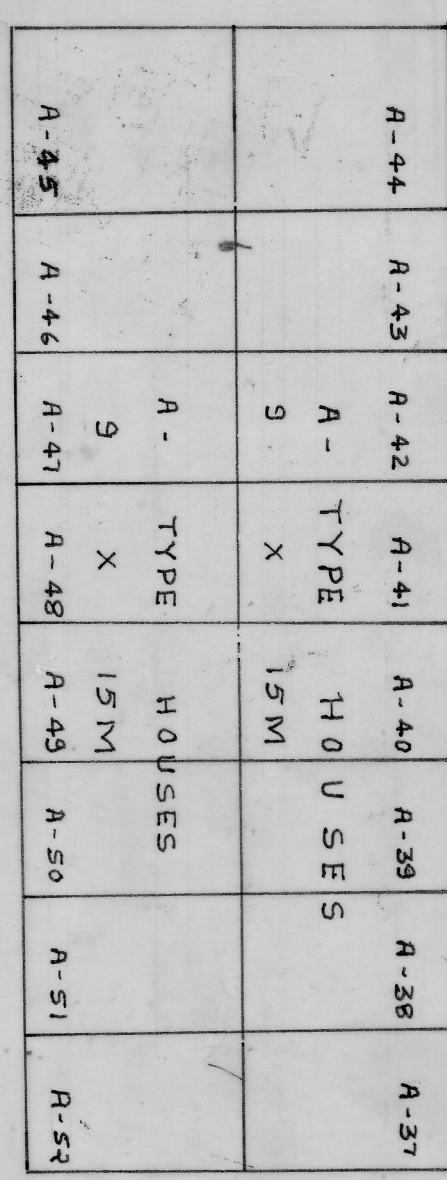 A-44 A-43 A-42 A-41 A-40 A-39 A-38 A-37
A- TYPE HOUSES
9 X 15M
A- TYPE HOUSES
9 X 15M
A-45 A-46 A-47 A-48 A-49 A-50 A-51 A-52